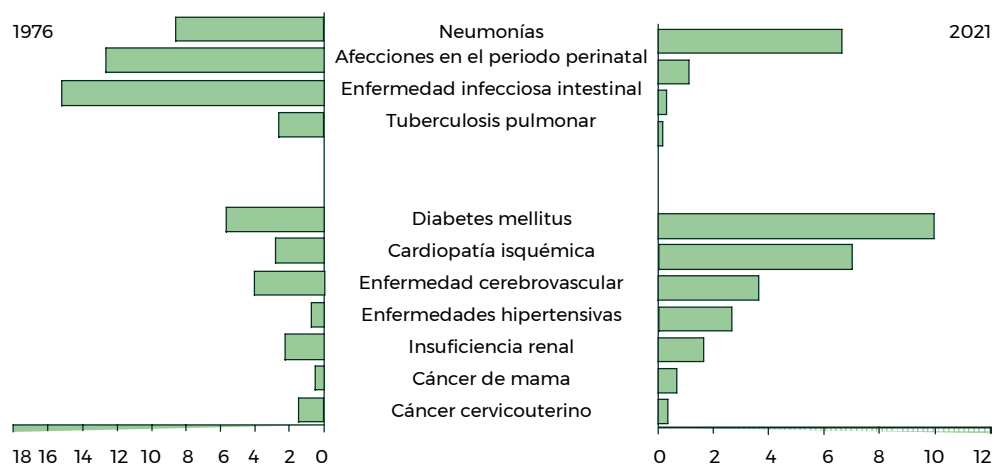 1976
2021
Neumonías
Afecciones en el periodo perinatal
Enfermedad infecciosa intestinal
Tuberculosis pulmonar
Diabetes mellitus
Cardiopatía isquémica
Enfermedad cerebrovascular
Enfermedades hipertensivas
Insuficiencia renal
Cáncer de mama
Cáncer cervicouterino
18 16 14 12 10 8 6 4 2 0
0 2 4 6 8 10 12